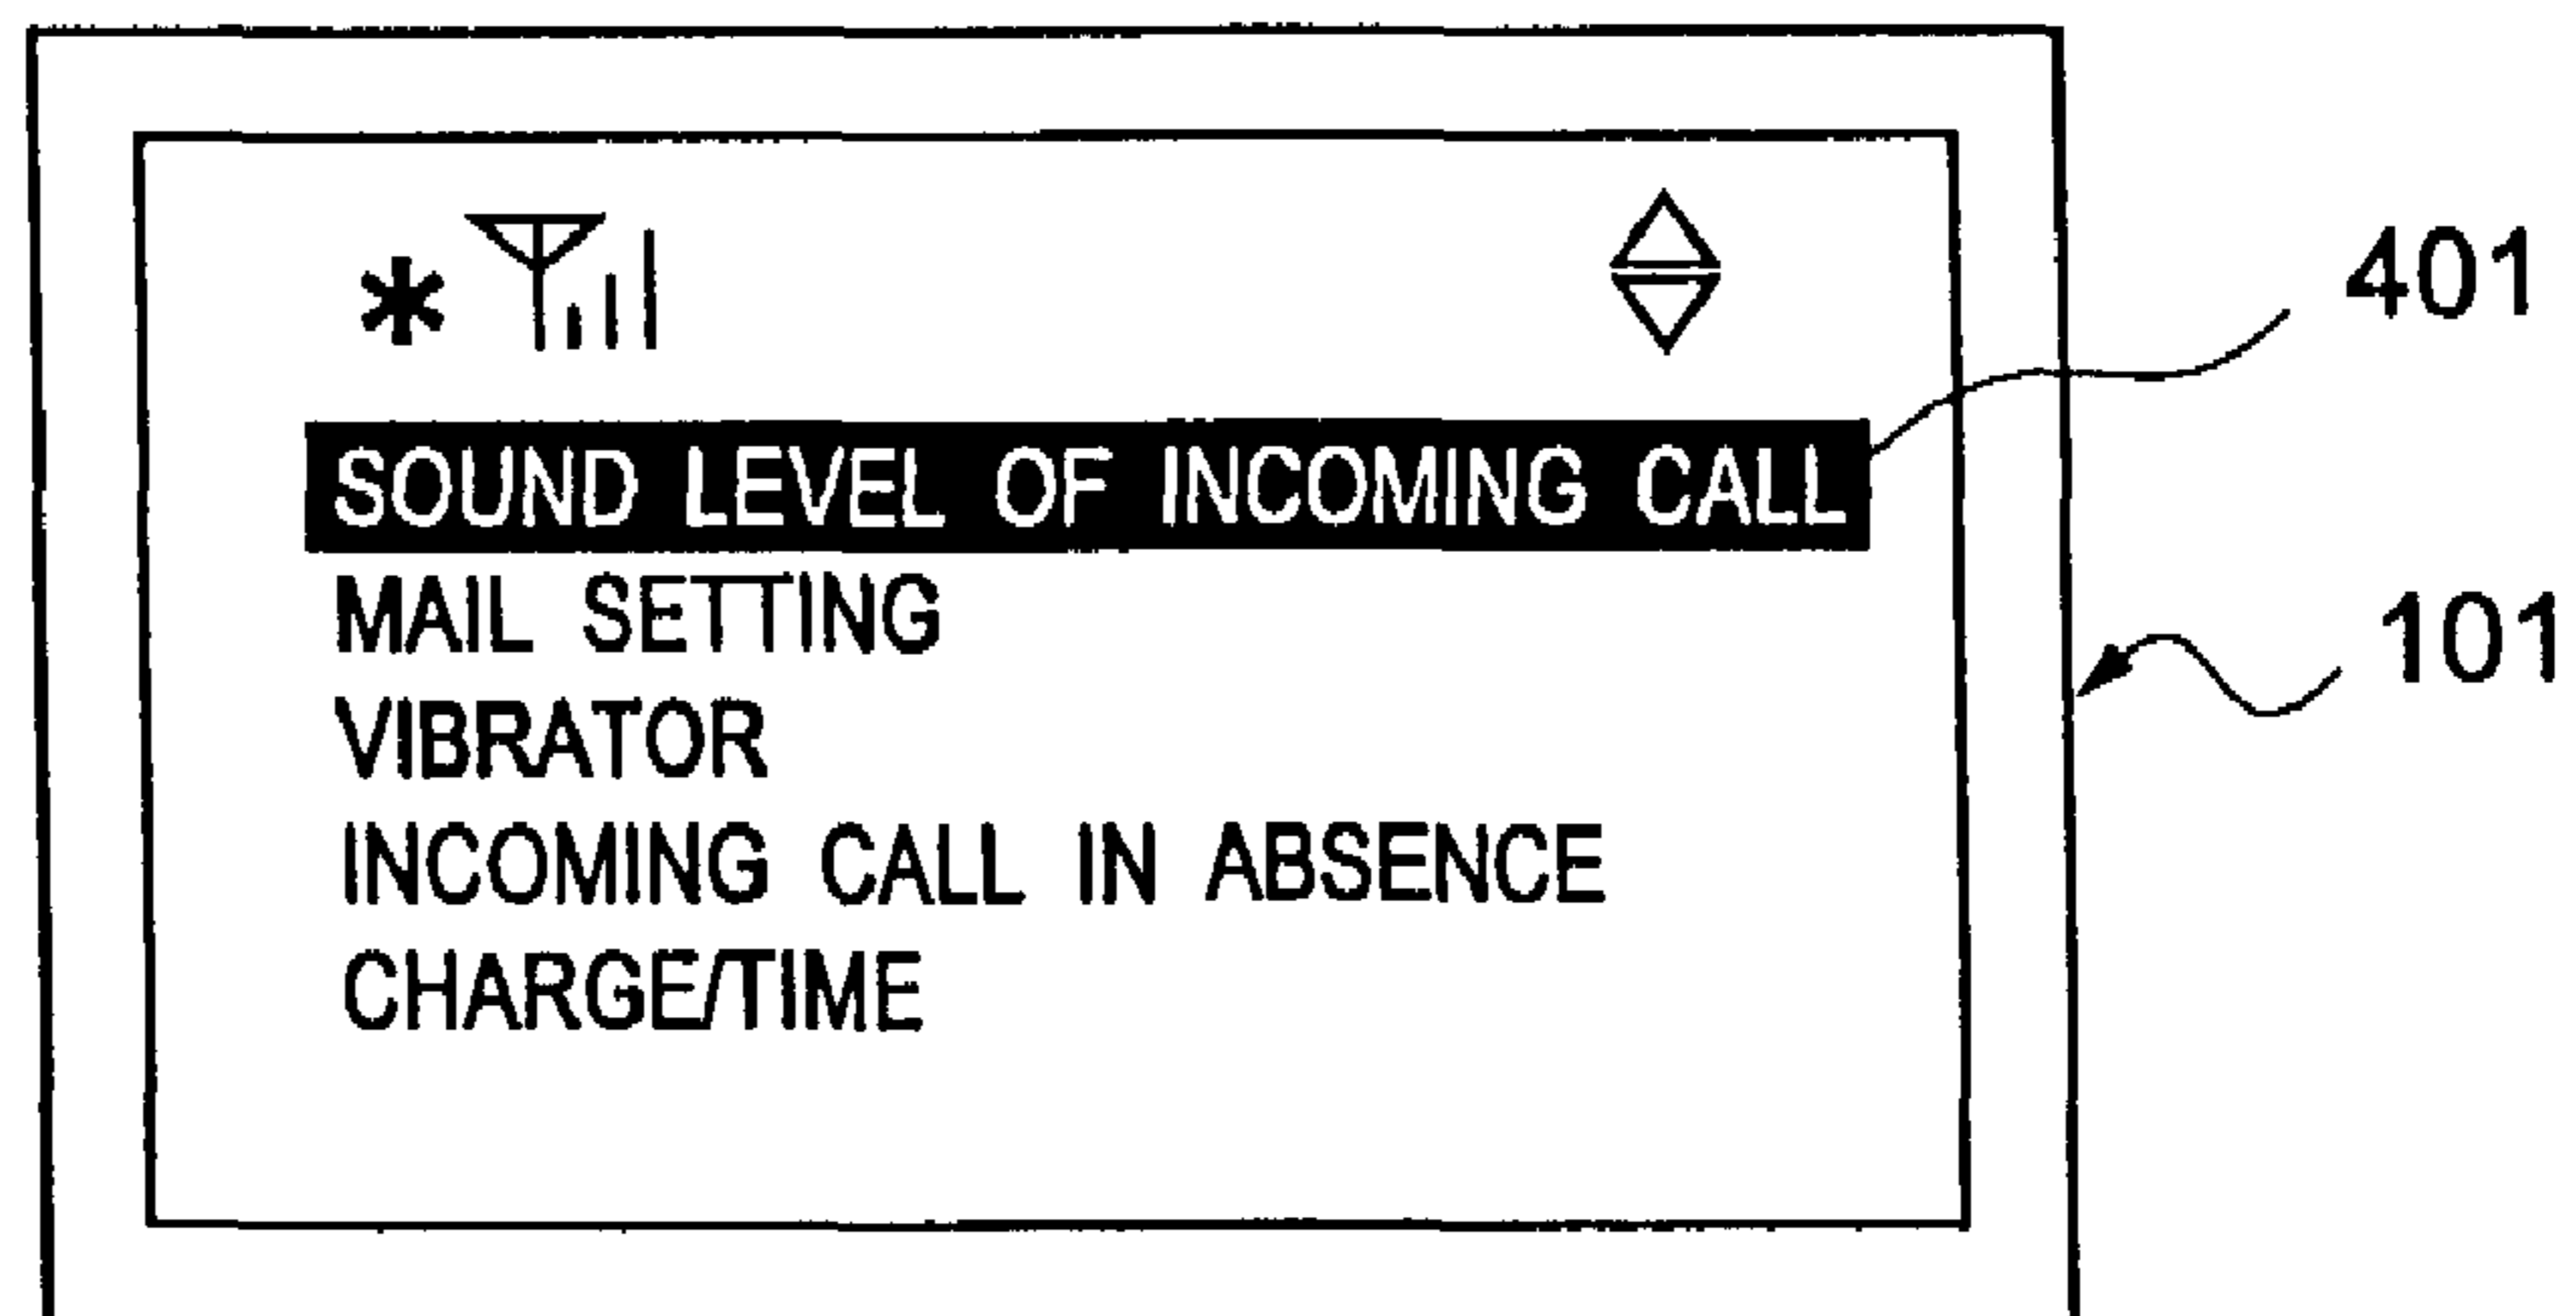 *
401
SOUND LEVEL OF INCOMING CALL
MAIL SETTING
101
VIBRATOR
INCOMING CALL IN ABSENCE
CHARGE/TIME